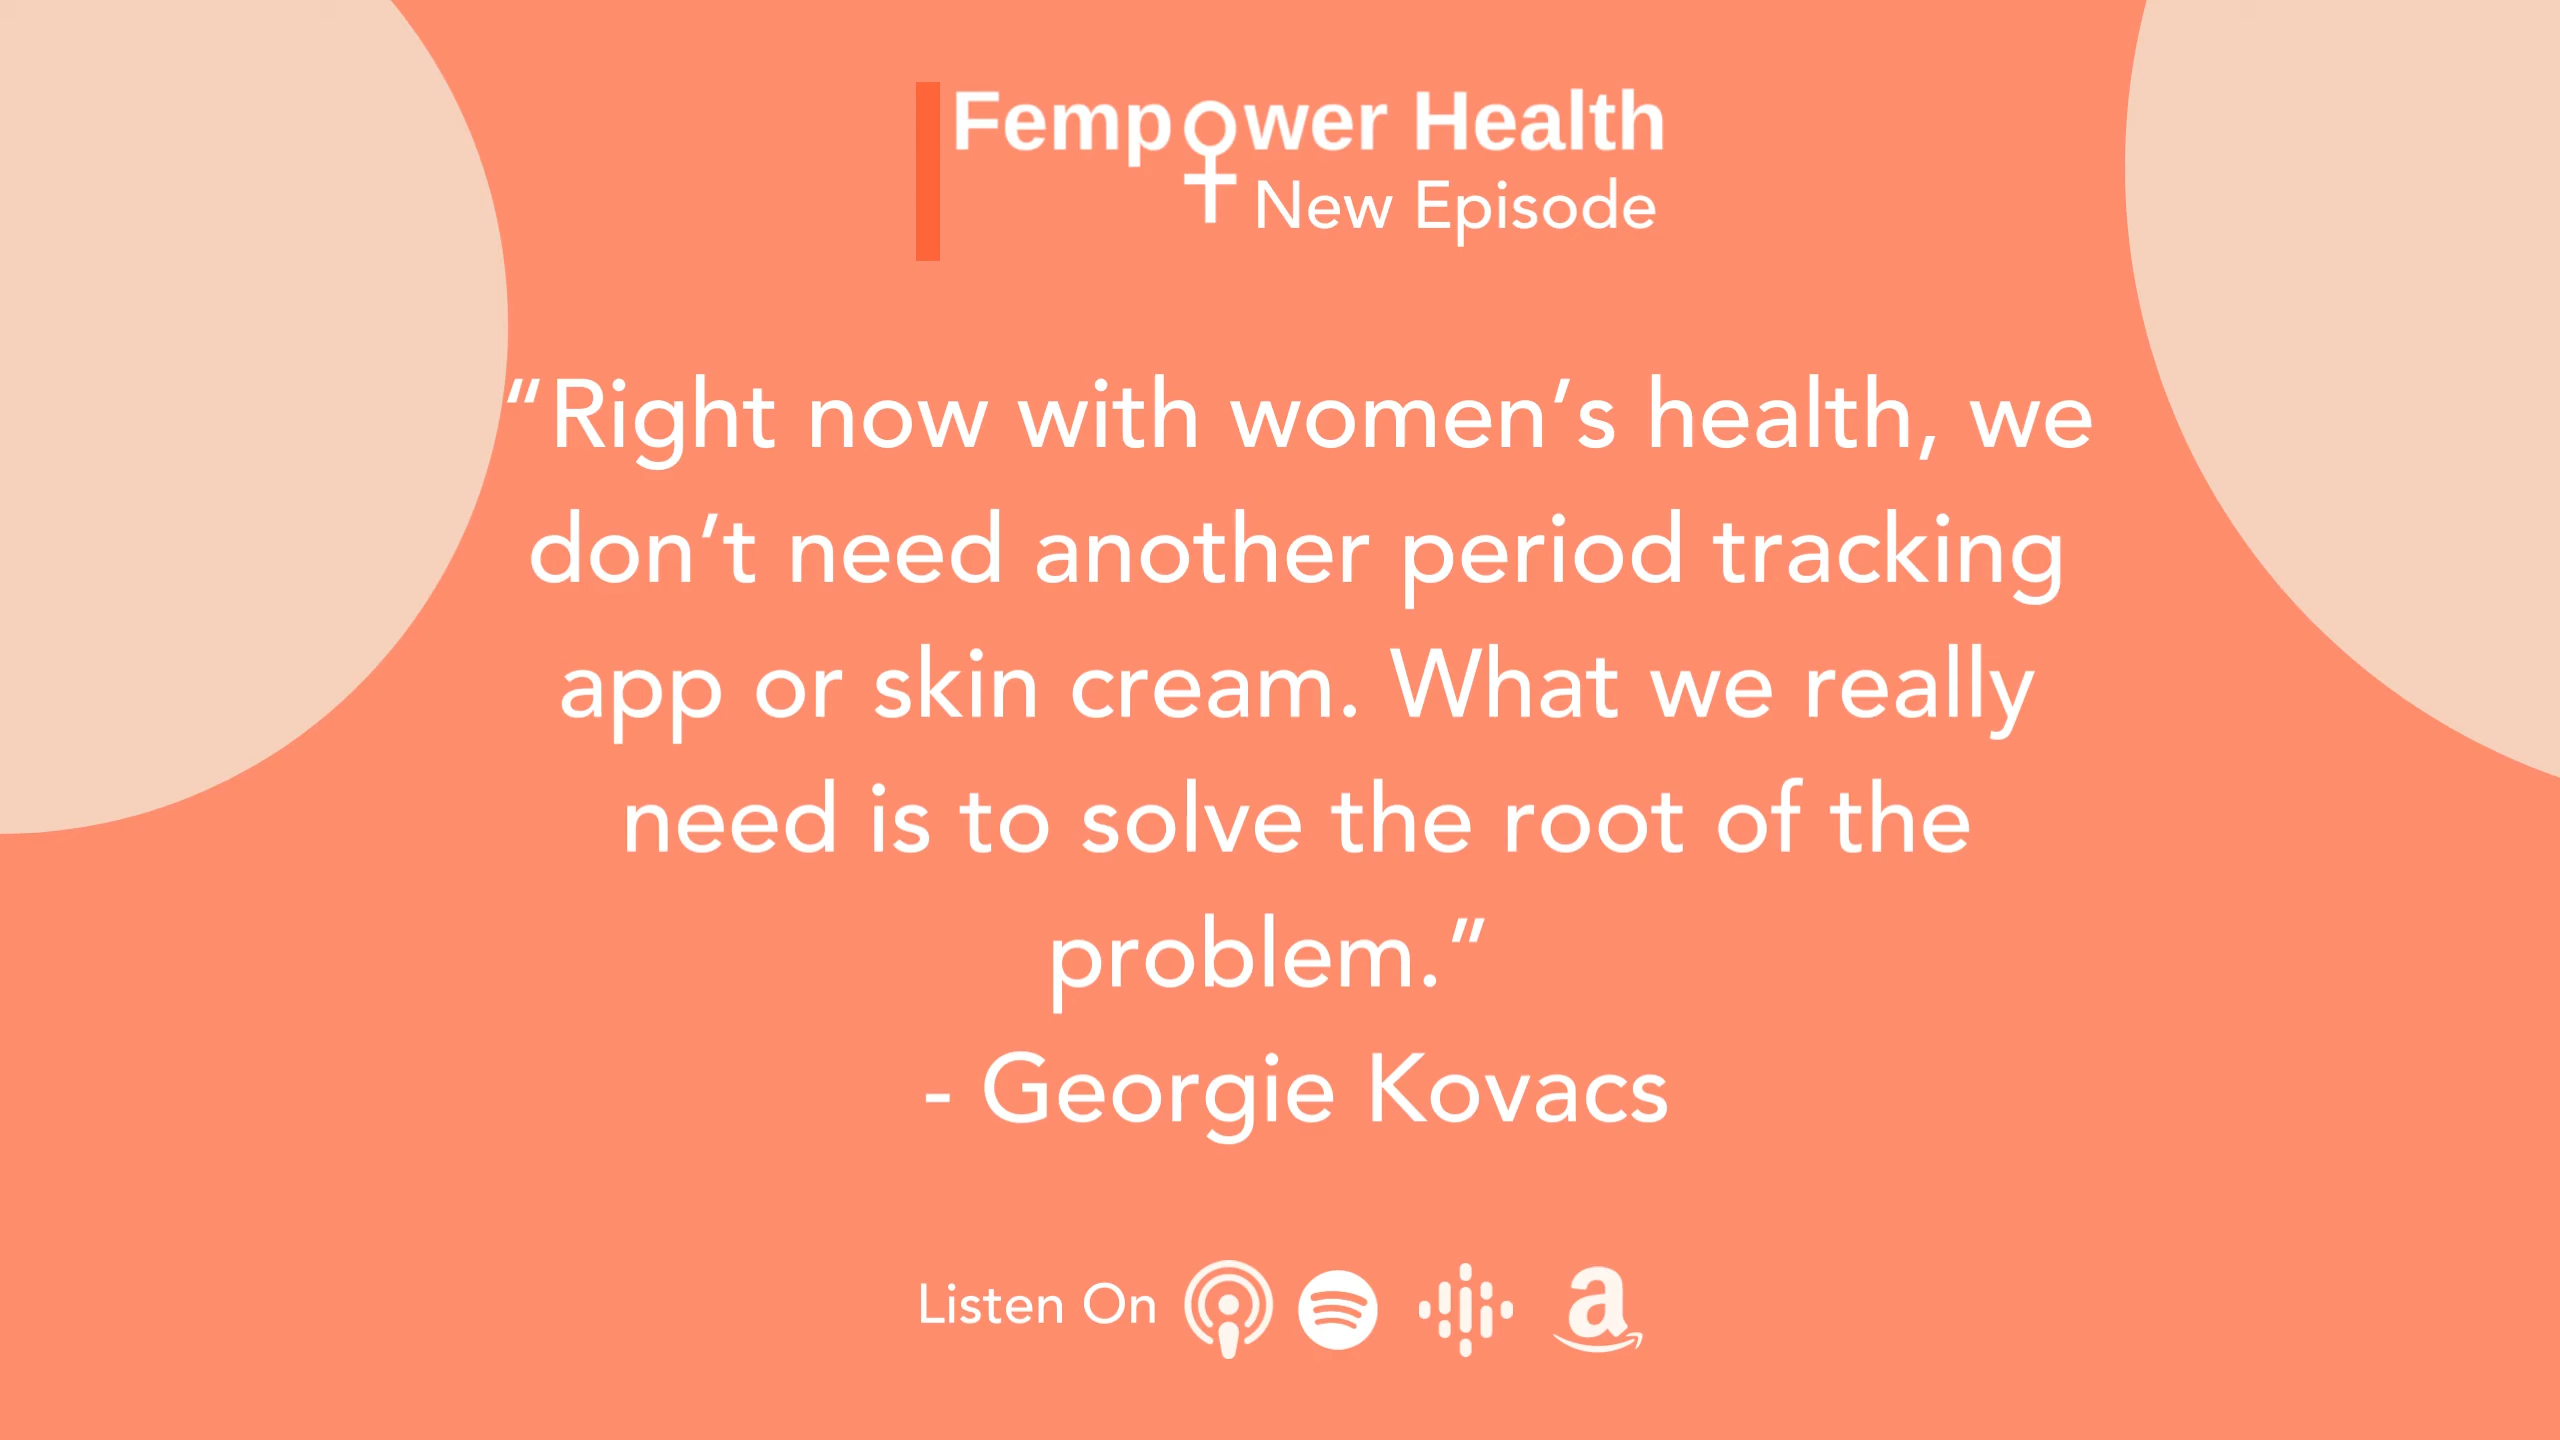 Fempower Health
New Episode
“Right now with women’s health, we
don’t need another period tracking
app or skin cream. What we really
need is to solve the root of the
problem.”
- Georgie Kovacs
Listen On